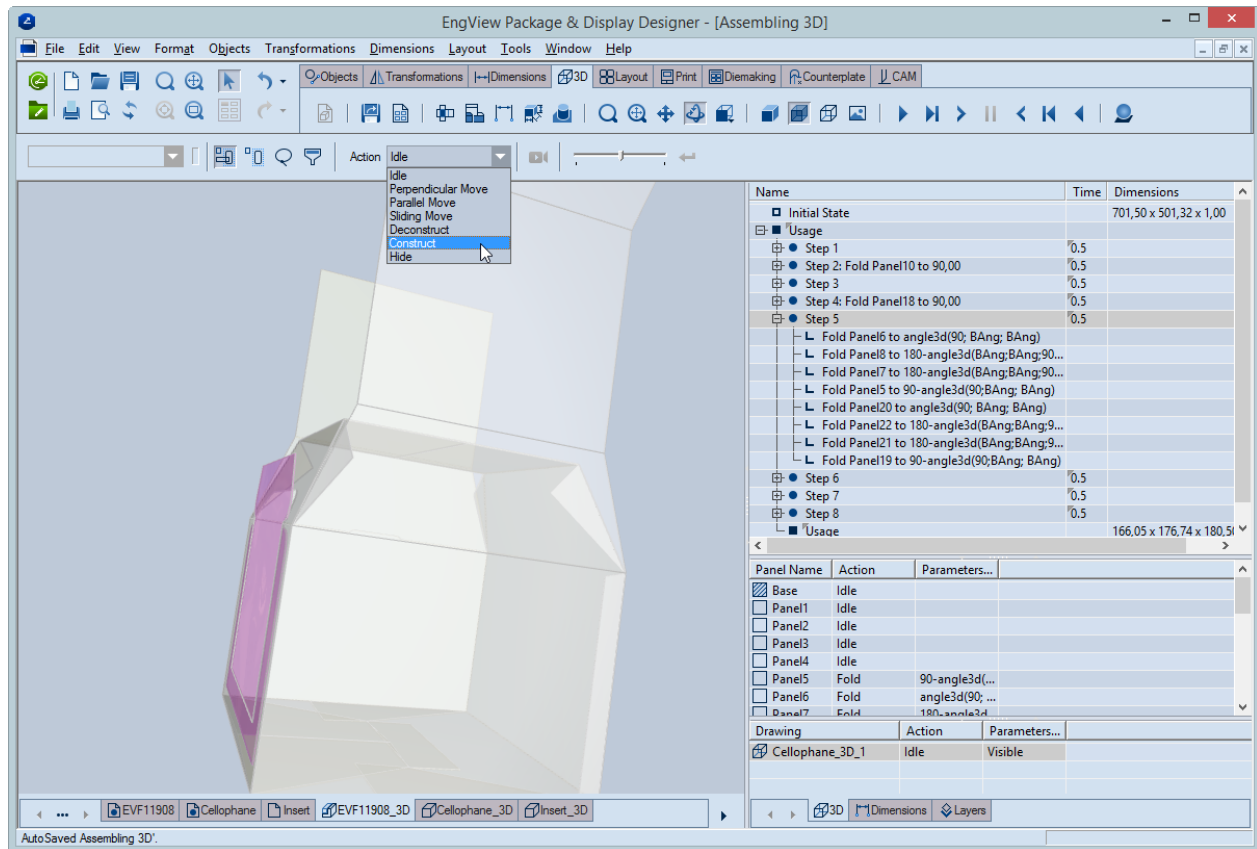 EngView Package & Display Designer - [Assembling 3D]
File Edit View Format Objects Transformations Dimensions Layout Tools Window Help
Objects Transformations Dimensions 3D Layout Print Diemaking Counterplate CAM
Action Idle
Idle
Perpendicular Move
Parallel Move
Sliding Move
Deconstruct
Construct
Hide
Name Time Dimensions
Initial State 701,50 x 501,32 x 1,00
Usage
Step 1 0.5
Step 2: Fold Panel10 to 90,00 0.5
Step 3 0.5
Step 4: Fold Panel18 to 90,00 0.5
Step 5 0.5
Fold Panel6 to angle3d(90; BAng; BAng)
Fold Panel8 to 180-angle3d(BAng;BAng;90...
Fold Panel7 to 180-angle3d(BAng;BAng;90...
Fold Panel5 to 90-angle3d(90;BAng; BAng)
Fold Panel20 to angle3d(90; BAng; BAng)
Fold Panel22 to 180-angle3d(BAng;BAng;9...
Fold Panel21 to 180-angle3d(BAng;BAng;9...
Fold Panel19 to 90-angle3d(90;BAng; BAng)
Step 6 0.5
Step 7 0.5
Step 8 0.5
Usage 166,05 x 176,74 x 180,50
Panel Name Action Parameters...
Base Idle
Panel1 Idle
Panel2 Idle
Panel3 Idle
Panel4 Idle
Panel5 Fold 90-angle3d(...
Panel6 Fold angle3d(90; ...
Panel7 Fold 180-angle3d
Drawing Action Parameters...
Cellophane_3D_1 Idle Visible
EVF11908 Cellophane Insert EVF11908_3D Cellophane_3D Insert_3D
3D Dimensions Layers
AutoSaved Assembling 3D'.